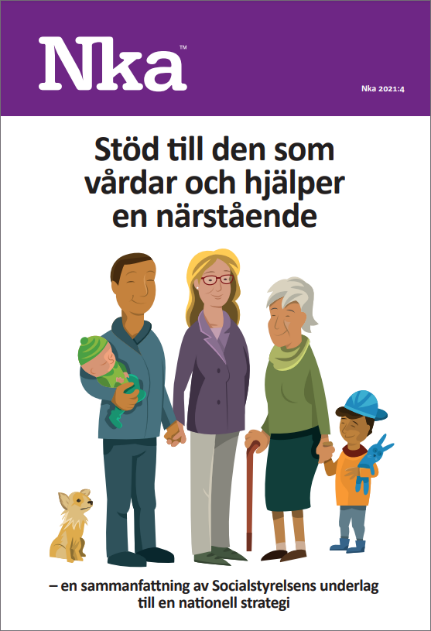 Nka™
Nka 2021:4
Stöd till den som
vårdar och hjälper
en närstående
– en sammanfattning av Socialstyrelsens underlag
till en nationell strategi